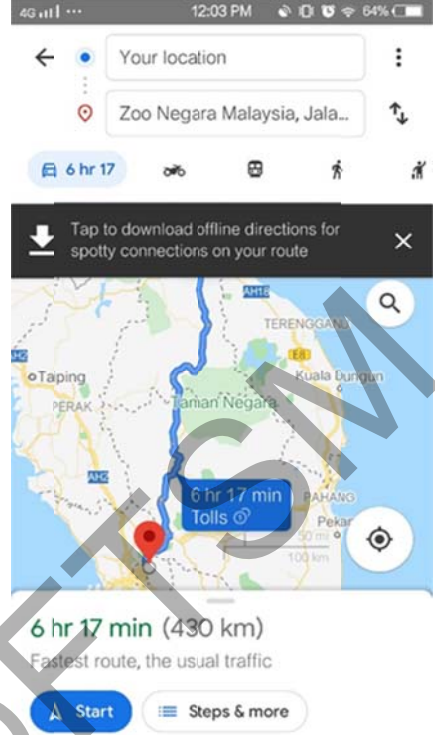 4G 12:03 PM 64%
Your location
Zoo Negara Malaysia, Jala...
6 hr 17
Tap to download offline directions for
spotty connections on your route
AH18
TERENGGANU
E8
AH2
Taiping
Kuala Dungun
PERAK
Taman Negara
AH2
6 hr 17 min
Tolls
PAHANG
Pekan
50 mi
100 km
6 hr 17 min (430 km)
Fastest route, the usual traffic
Start
Steps & more
FTSM